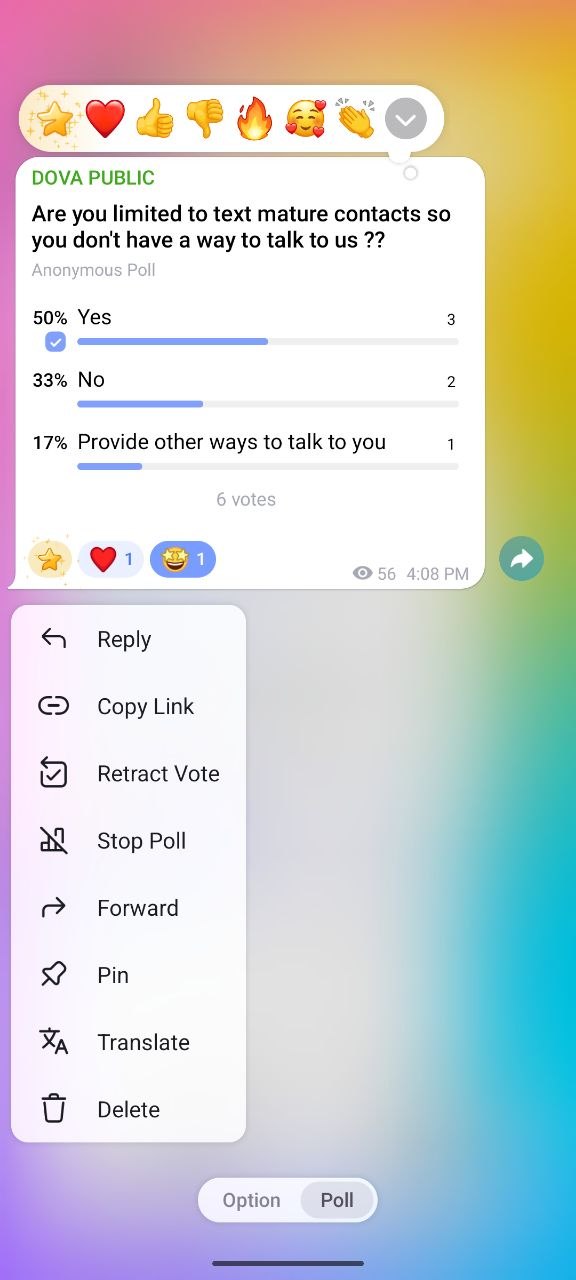 DOVA PUBLIC
Are you limited to text mature contacts so
you don't have a way to talk to us ??
Anonymous Poll
50% Yes 3
33% No 2
17% Provide other ways to talk to you 1
6 votes
1 1 56 4:08 PM
Reply
Copy Link
Retract Vote
Stop Poll
Forward
Pin
Translate
Delete
Option Poll